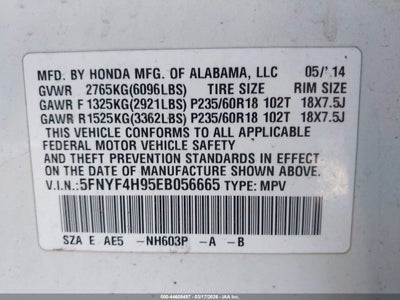 MFD. BY HONDA MFG. OF ALABAMA, LLC 05/'14
GVWR 2765KG(6096LBS) TIRE SIZE RIM SIZE
GAWR F 1325KG(2921LBS) P235/60R18 102T 18X7.5J
GAWR R 1525KG(3362LBS) P235/60R18 102T 18X7.5J
THIS VEHICLE CONFORMS TO ALL APPLICABLE
FEDERAL MOTOR VEHICLE SAFETY STANDARDS
IN EFFECT ON THE DATE OF MANUFACTURE
SHOWN ABOVE.
V.I.N: 5FNYF4H95EB056665 TYPE: MPV
SZA E AE5 -NH603P -A -B